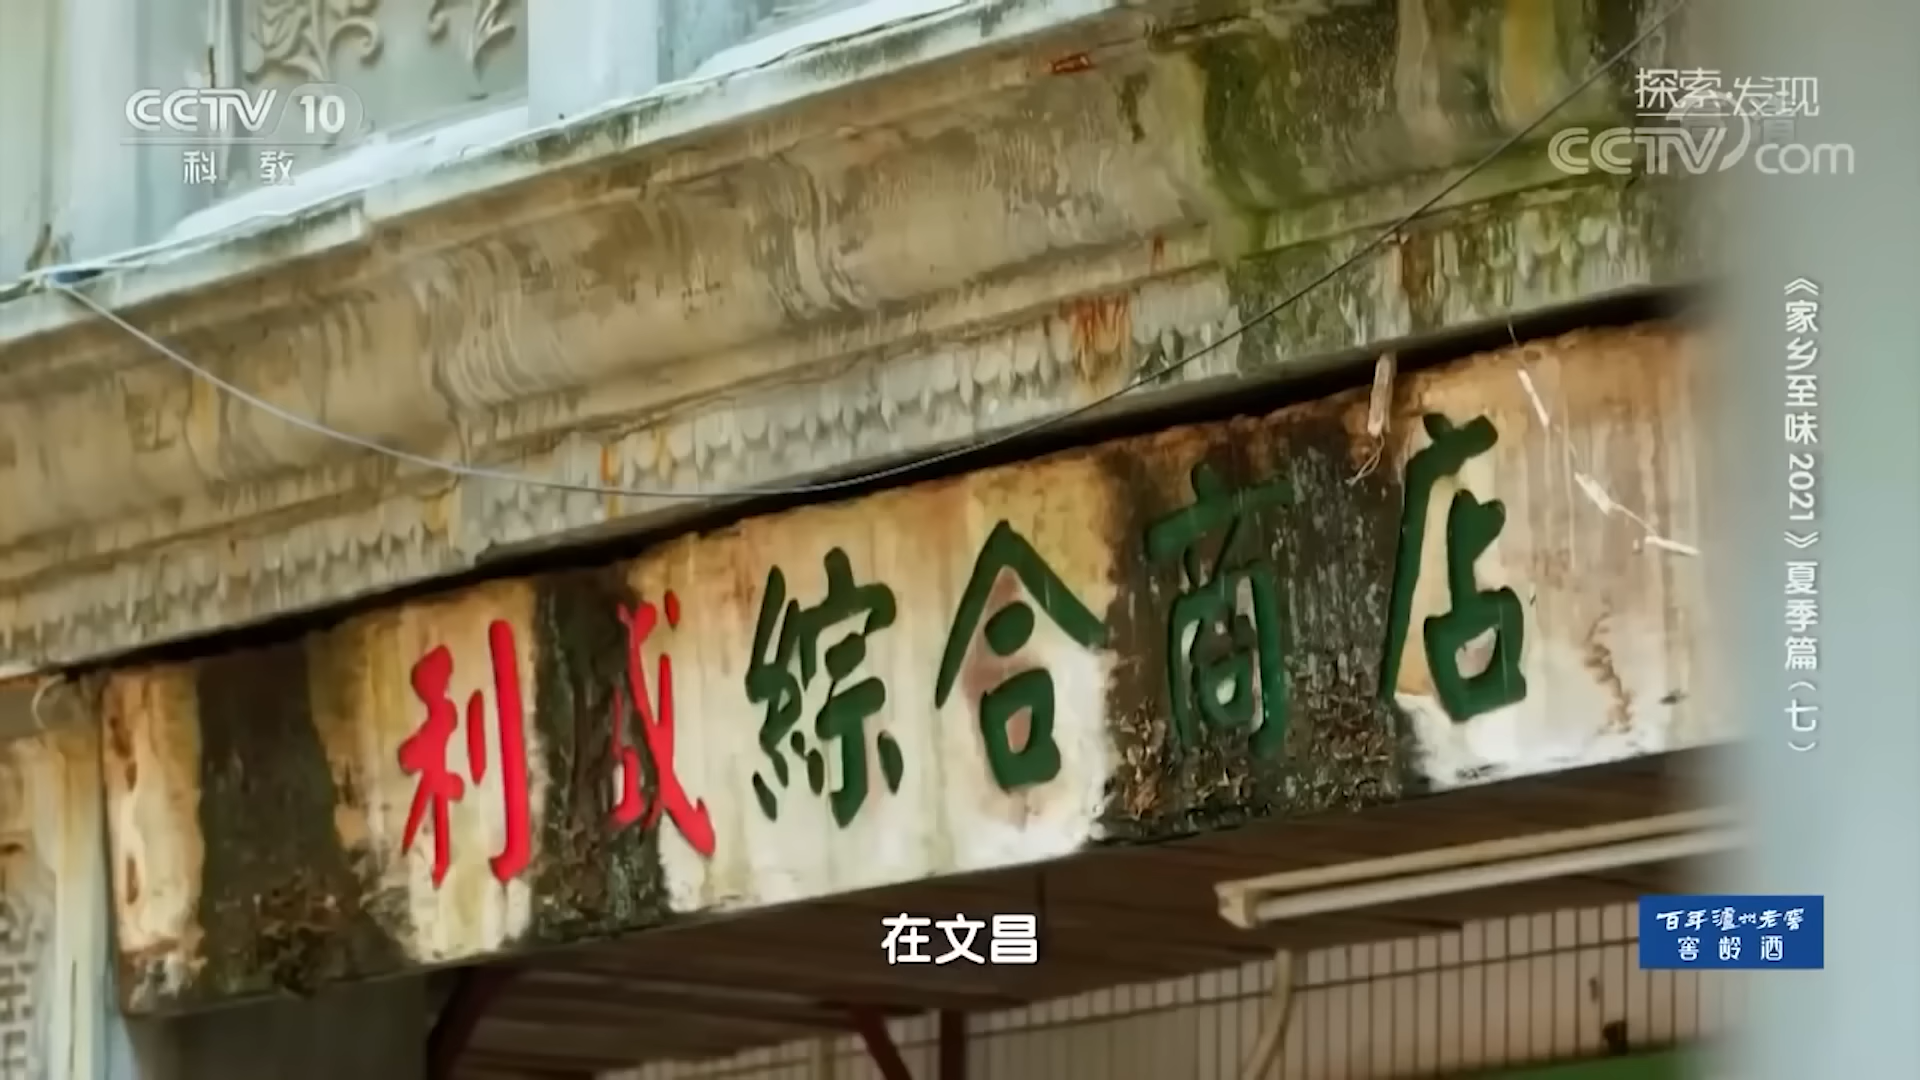 CCTV 10
科 教
探索·发现
CCTV.com
《家乡至味2021》夏季篇（七）
利成綜合商店
在文昌
百年泸州老窖
窖龄酒